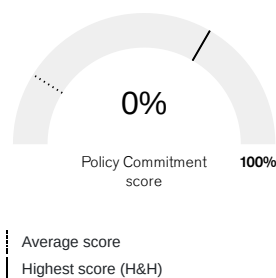 0%
Policy Commitment
score
100%
Average score
Highest score (H&H)